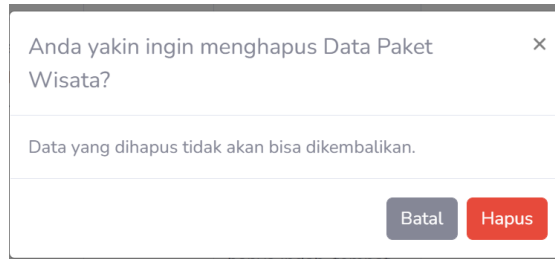 Anda yakin ingin menghapus Data Paket
Wisata?
×
Data yang dihapus tidak akan bisa dikembalikan.
Batal
Hapus